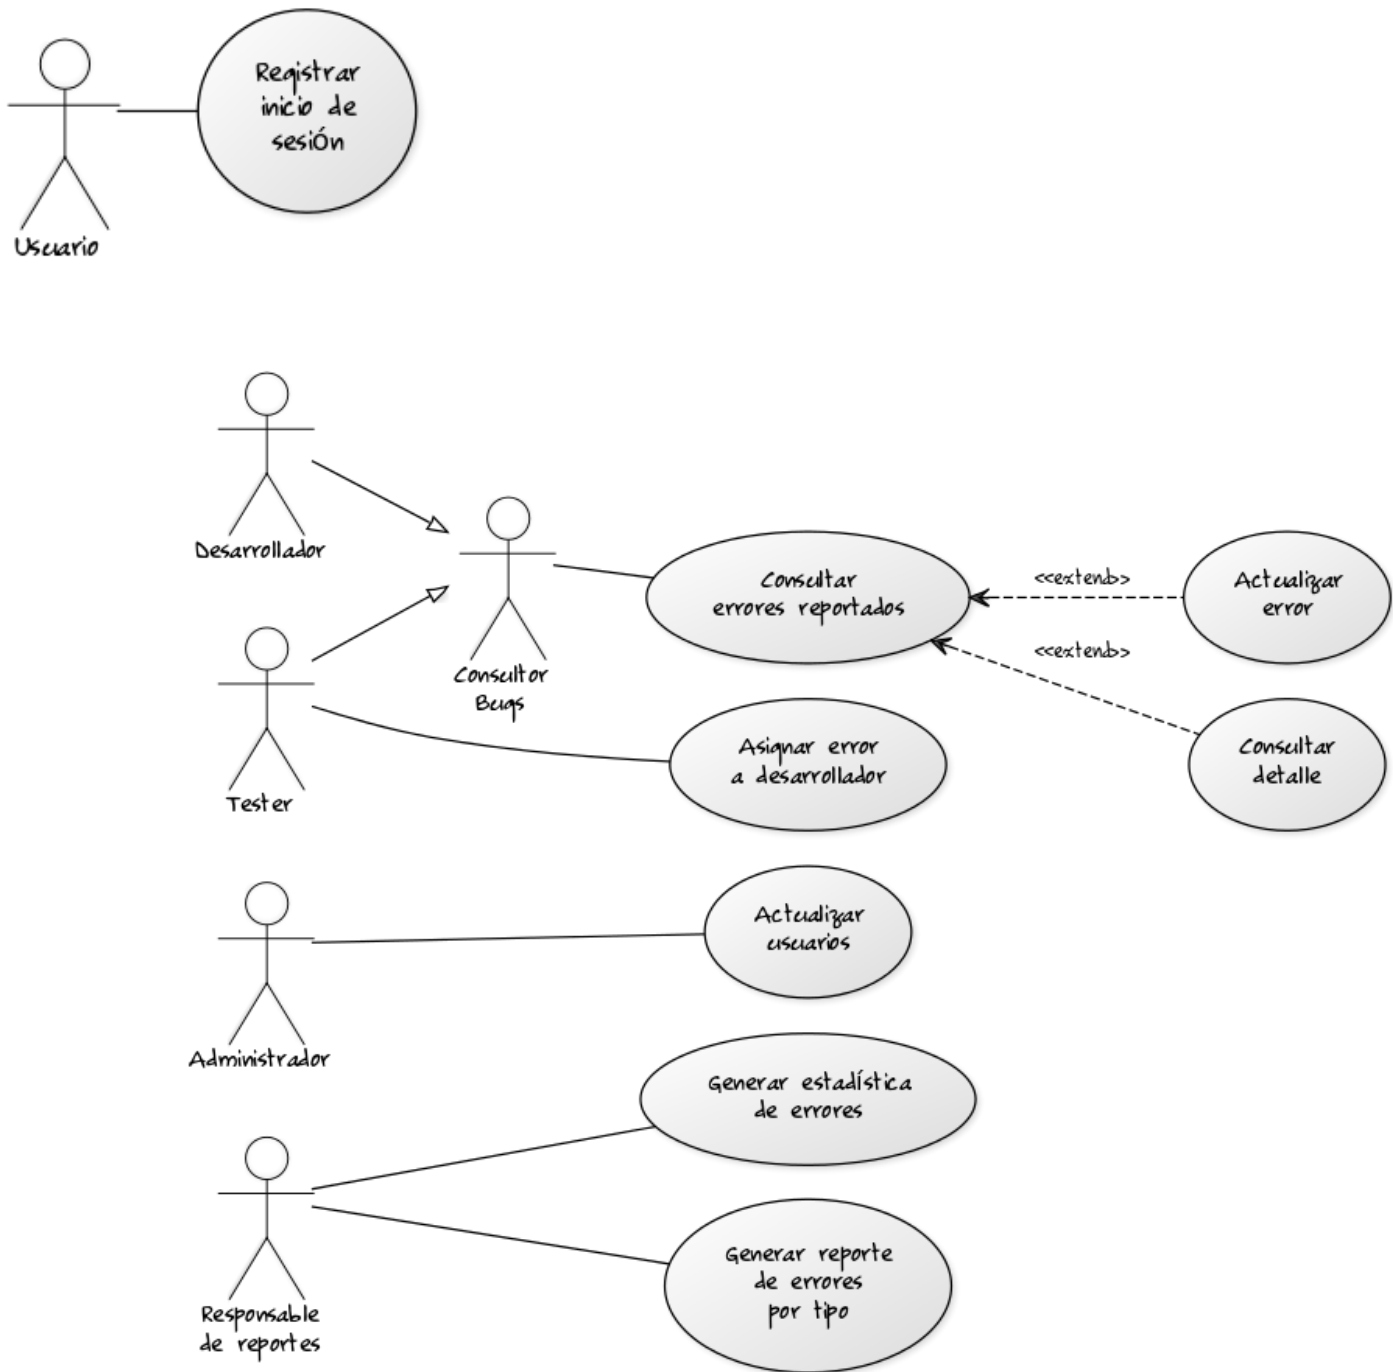 Registrar
inicio de
sesión
Usuario
Desarrollador
Consultor
Bugs
Consultar
errores reportados
<<extend>>
Actualizar
error
<<extend>>
Tester
Asignar error
a desarrollador
Consultar
detalle
Administrador
Actualizar
usuarios
Generar estadística
de errores
Responsable
de reportes
Generar reporte
de errores
por tipo